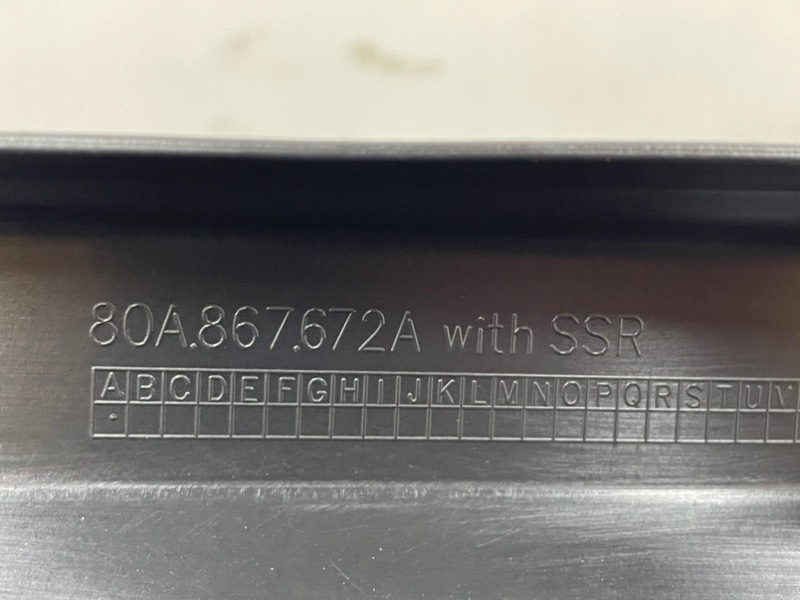 80A.867.672A with SSR
A B C D E F G H I J K L M N O P Q R S T U V